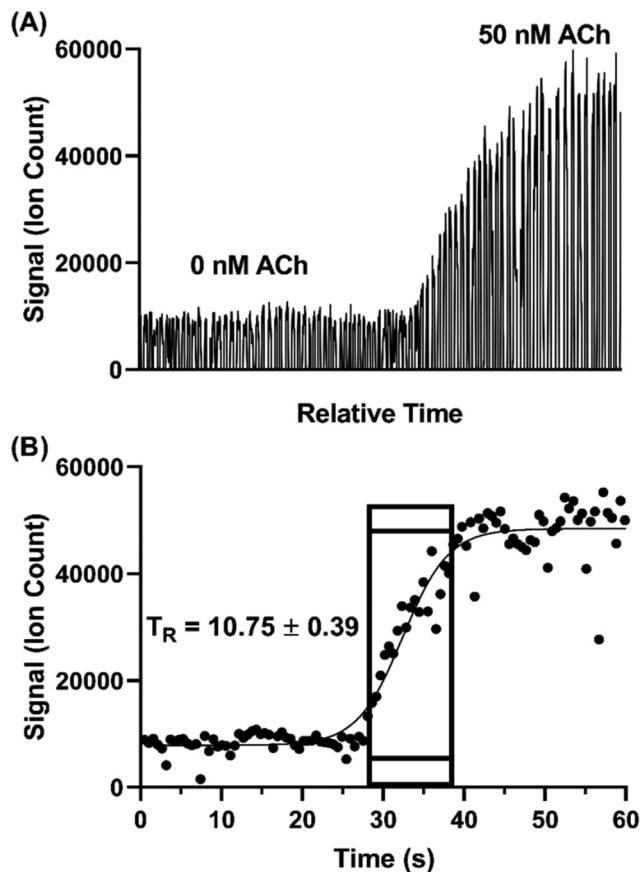 (A)
60000
40000
20000
0
Signal (Ion Count)
0 nM ACh
50 nM ACh
Relative Time
(B)
60000
40000
20000
0
Signal (Ion Count)
T_R = 10.75 ± 0.39
0 10 20 30 40 50 60
Time (s)